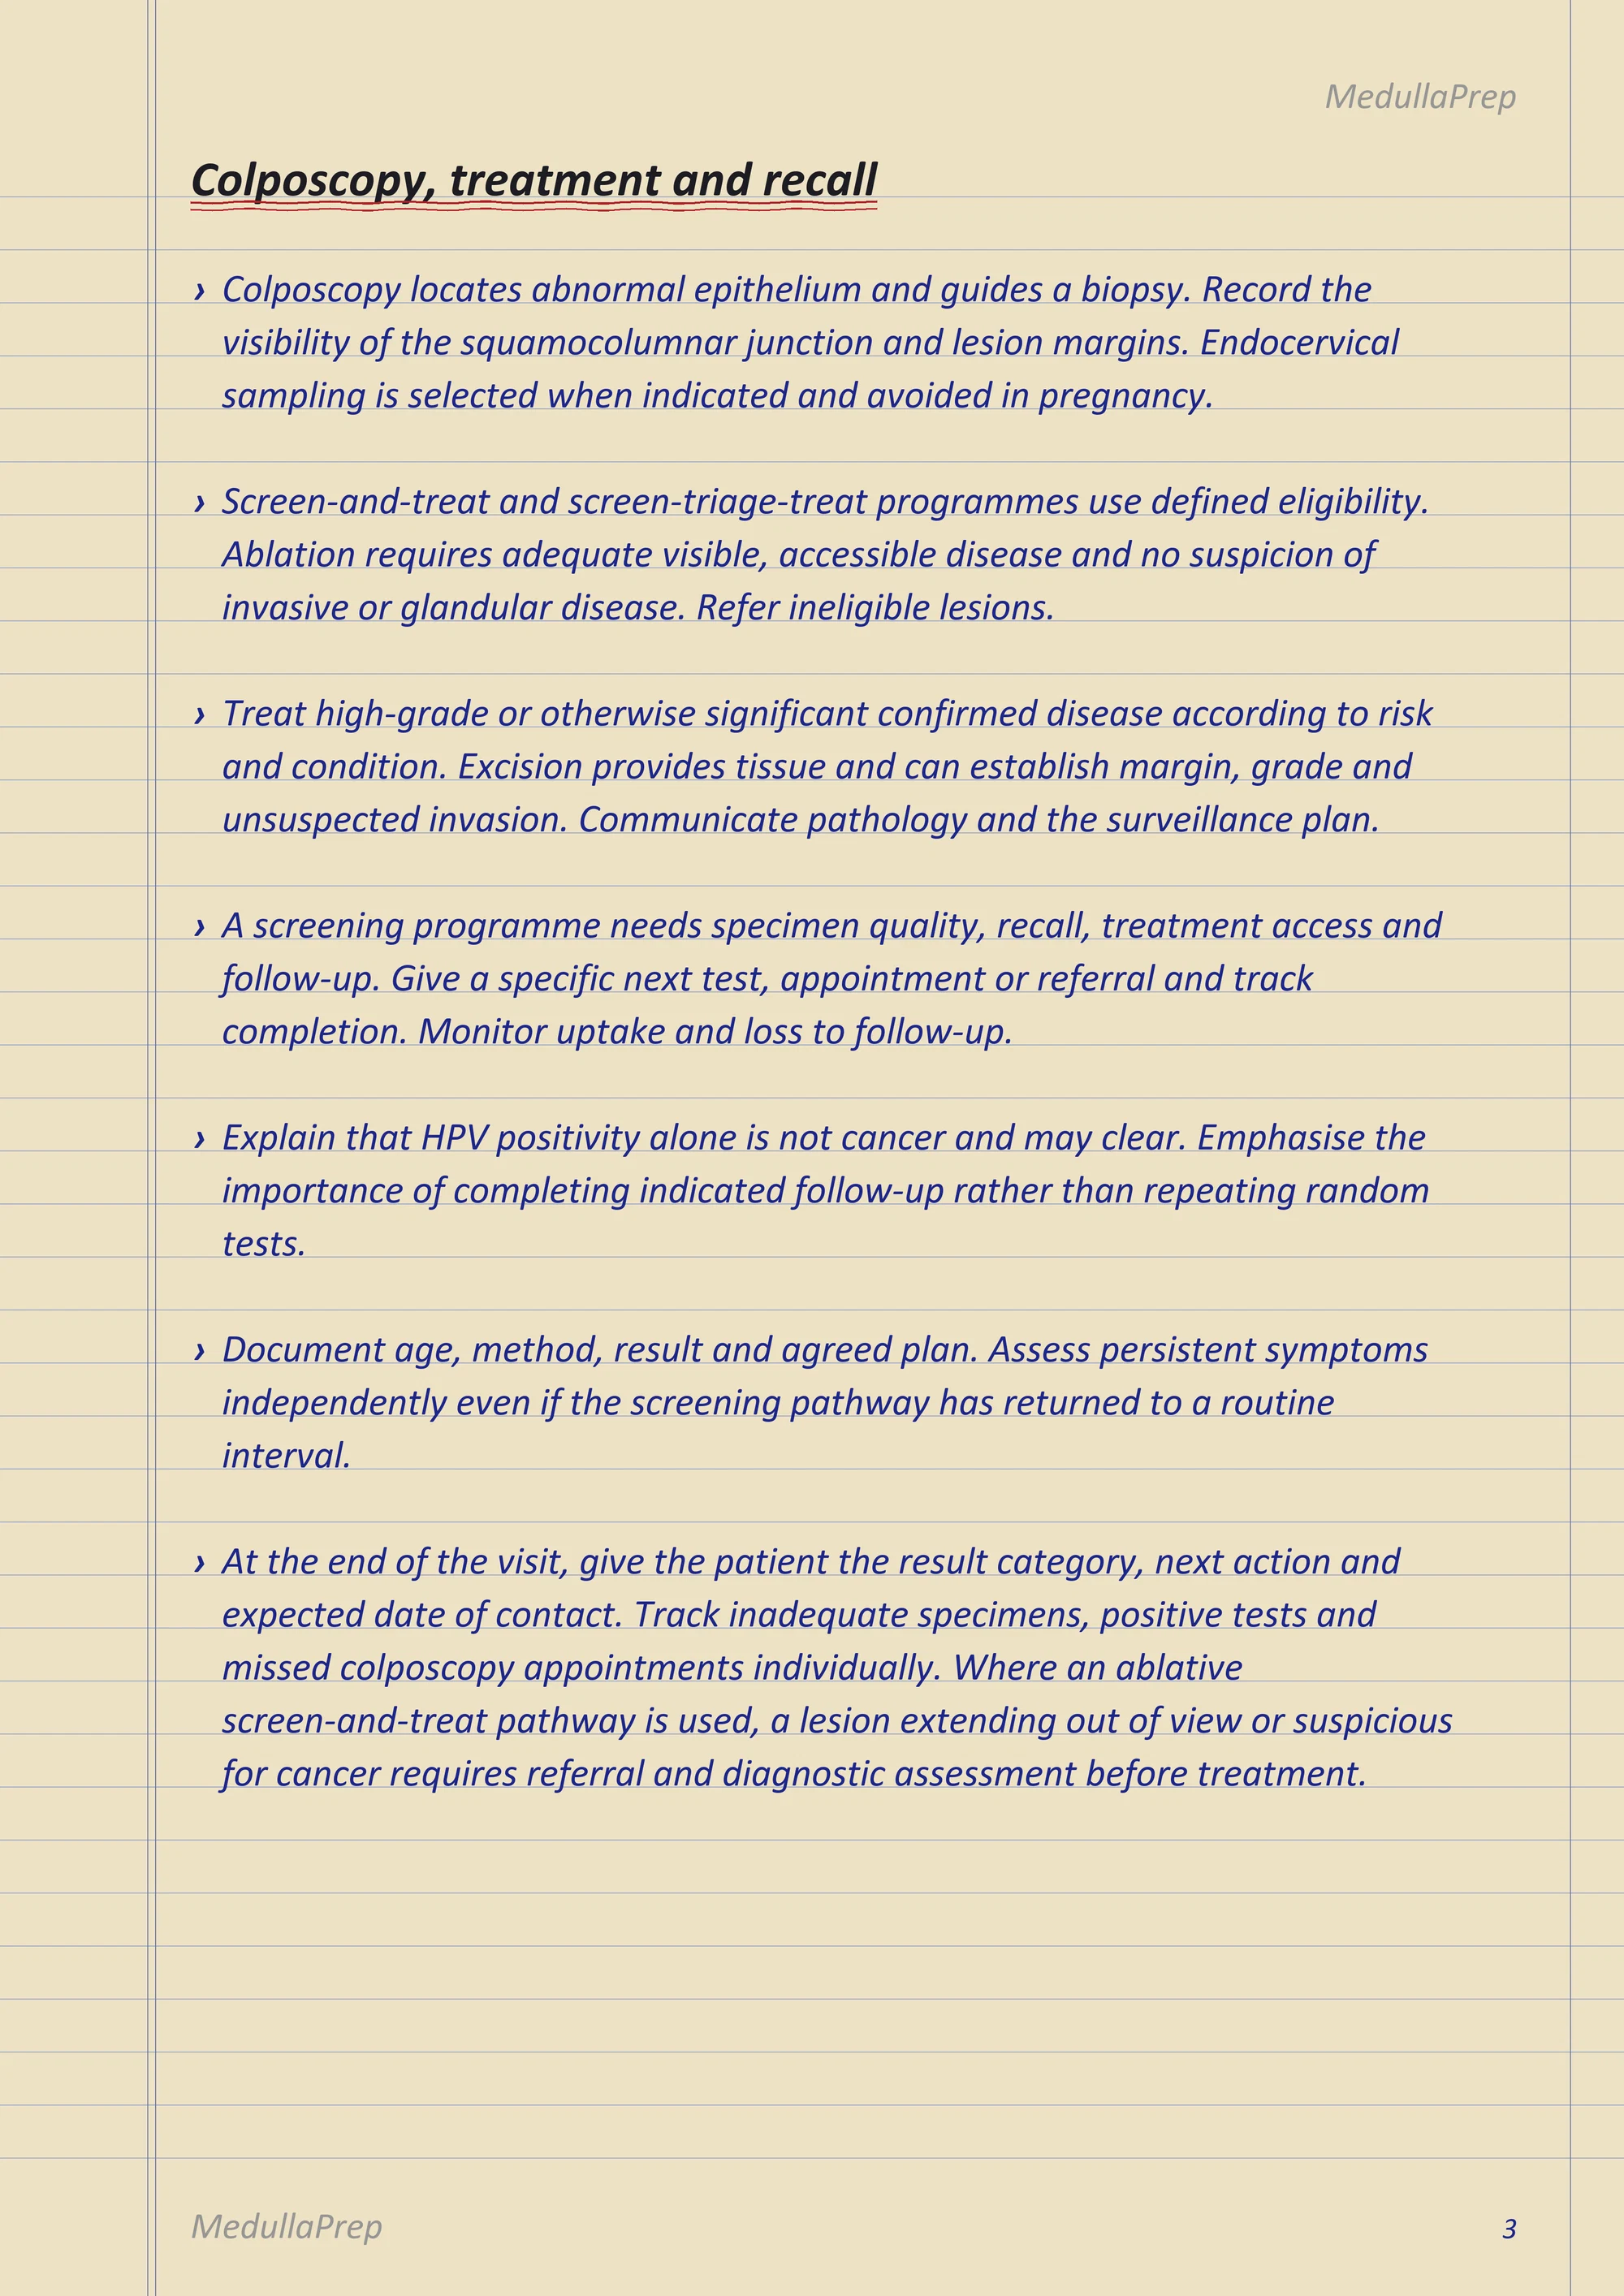 MedullaPrep
Colposcopy, treatment and recall
› Colposcopy locates abnormal epithelium and guides a biopsy. Record the
visibility of the squamocolumnar junction and lesion margins. Endocervical
sampling is selected when indicated and avoided in pregnancy.
› Screen-and-treat and screen-triage-treat programmes use defined eligibility.
Ablation requires adequate visible, accessible disease and no suspicion of
invasive or glandular disease. Refer ineligible lesions.
› Treat high-grade or otherwise significant confirmed disease according to risk
and condition. Excision provides tissue and can establish margin, grade and
unsuspected invasion. Communicate pathology and the surveillance plan.
› A screening programme needs specimen quality, recall, treatment access and
follow-up. Give a specific next test, appointment or referral and track
completion. Monitor uptake and loss to follow-up.
› Explain that HPV positivity alone is not cancer and may clear. Emphasise the
importance of completing indicated follow-up rather than repeating random
tests.
› Document age, method, result and agreed plan. Assess persistent symptoms
independently even if the screening pathway has returned to a routine
interval.
› At the end of the visit, give the patient the result category, next action and
expected date of contact. Track inadequate specimens, positive tests and
missed colposcopy appointments individually. Where an ablative
screen-and-treat pathway is used, a lesion extending out of view or suspicious
for cancer requires referral and diagnostic assessment before treatment.
MedullaPrep
3